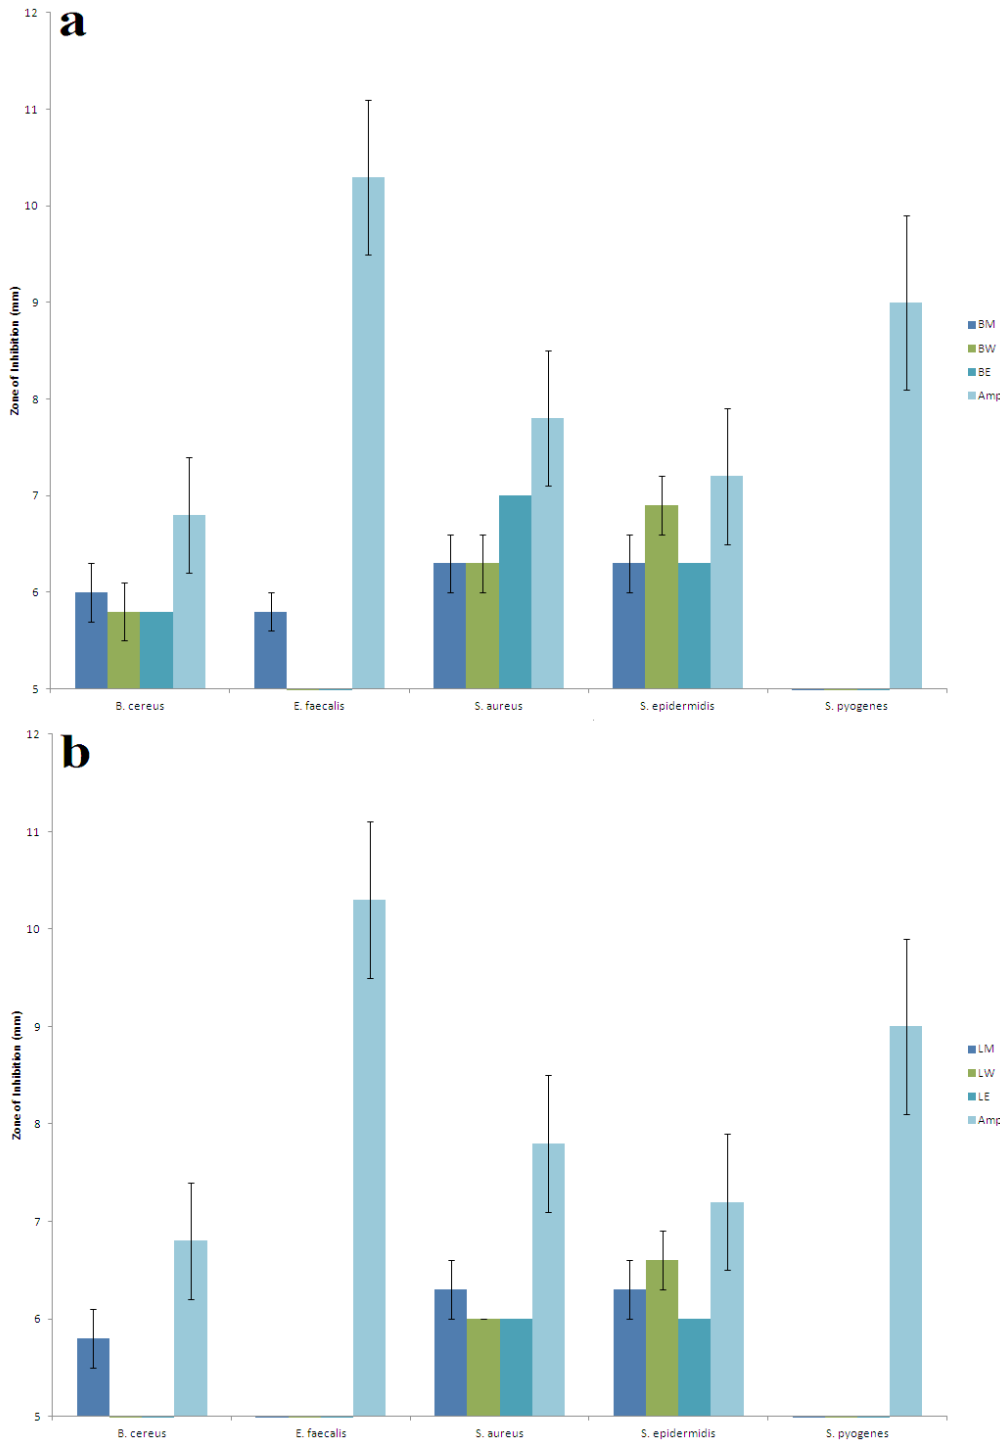 a
12
11
10
9
8
7
6
5
Zone of Inhibition (mm)
B. cereus
E. faecalis
S. aureus
S. epidermidis
S. pyogenes
BM
BW
BE
Amp
b
12
11
10
9
8
7
6
5
Zone of Inhibition (mm)
B. cereus
E. faecalis
S. aureus
S. epidermidis
S. pyogenes
LM
LW
LE
Amp